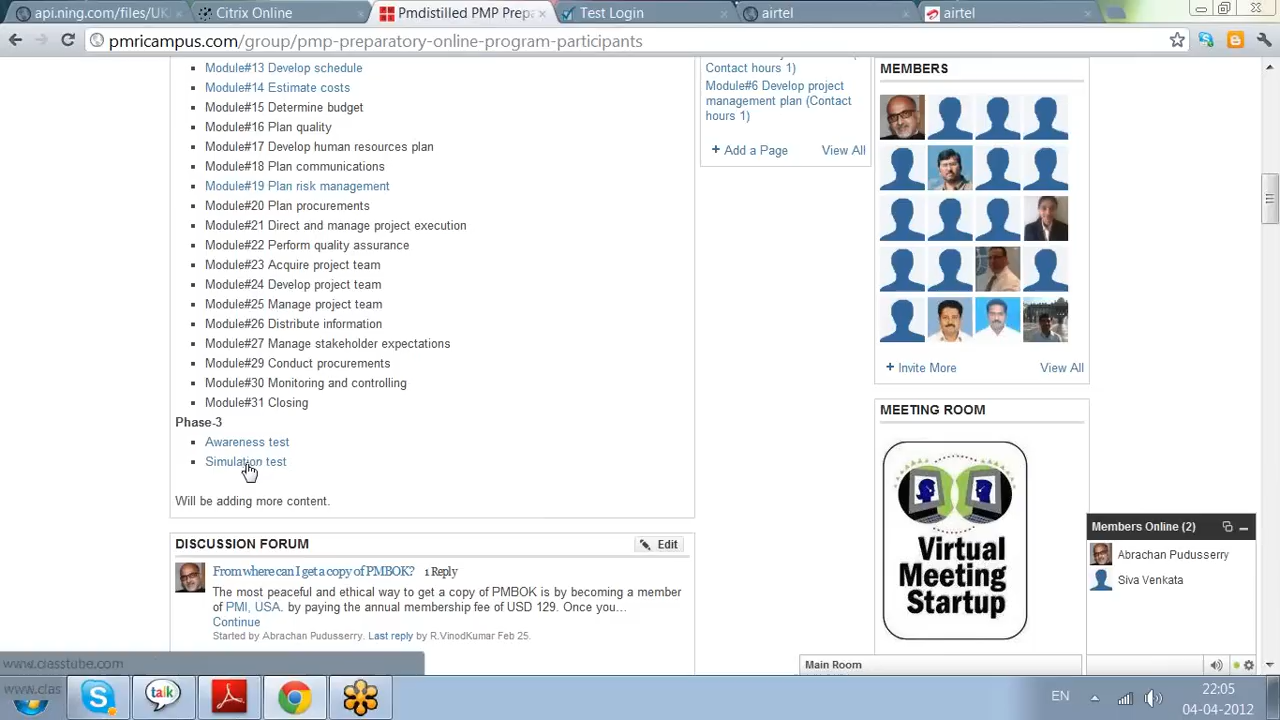 api.ning.com/files/UK
Citrix Online
Pmdistilled PMP Prepa
Test Login
airtel
airtel
pmricampus.com/group/pmp-preparatory-online-program-participants
Module#13 Develop schedule
Module#14 Estimate costs
Module#15 Determine budget
Module#16 Plan quality
Module#17 Develop human resources plan
Module#18 Plan communications
Module#19 Plan risk management
Module#20 Plan procurements
Module#21 Direct and manage project execution
Module#22 Perform quality assurance
Module#23 Acquire project team
Module#24 Develop project team
Module#25 Manage project team
Module#26 Distribute information
Module#27 Manage stakeholder expectations
Module#29 Conduct procurements
Module#30 Monitoring and controlling
Module#31 Closing
Phase-3
Awareness test
Simulation test
Will be adding more content.
DISCUSSION FORUM
Edit
From where can I get a copy of PMBOK? 1 Reply
The most peaceful and ethical way to get a copy of PMBOK is by becoming a member
of PMI, USA. by paying the annual membership fee of USD 129. Once you…
Continue
Started by Abrachan Pudusserry. Last reply by R.VinodKumar Feb 25.
Contact hours 1)
Module#6 Develop project
management plan (Contact
hours 1)
+ Add a Page
View All
MEMBERS
+ Invite More
View All
MEETING ROOM
Virtual
Meeting
Startup
Members Online (2)
Abrachan Pudusserry
Siva Venkata
Main Room
www.classtube.com
www.clas
talk
EN
22:05
04-04-2012